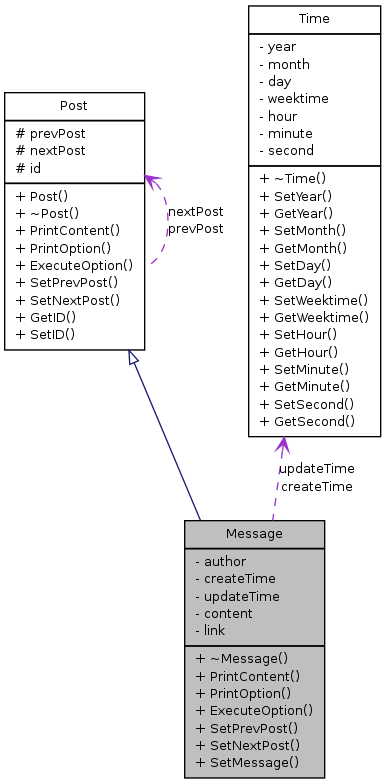 Time
- year
- month
- day
- weektime
- hour
- minute
- second
+ ~Time()
+ SetYear()
+ GetYear()
+ SetMonth()
+ GetMonth()
+ SetDay()
+ GetDay()
+ SetWeektime()
+ GetWeektime()
+ SetHour()
+ GetHour()
+ SetMinute()
+ GetMinute()
+ SetSecond()
+ GetSecond()
Post
# prevPost
# nextPost
# id
+ Post()
+ ~Post()
+ PrintContent()
+ PrintOption()
+ ExecuteOption()
+ SetPrevPost()
+ SetNextPost()
+ GetID()
+ SetID()
nextPost
prevPost
updateTime
createTime
Message
- author
- createTime
- updateTime
- content
- link
+ ~Message()
+ PrintContent()
+ PrintOption()
+ ExecuteOption()
+ SetPrevPost()
+ SetNextPost()
+ SetMessage()